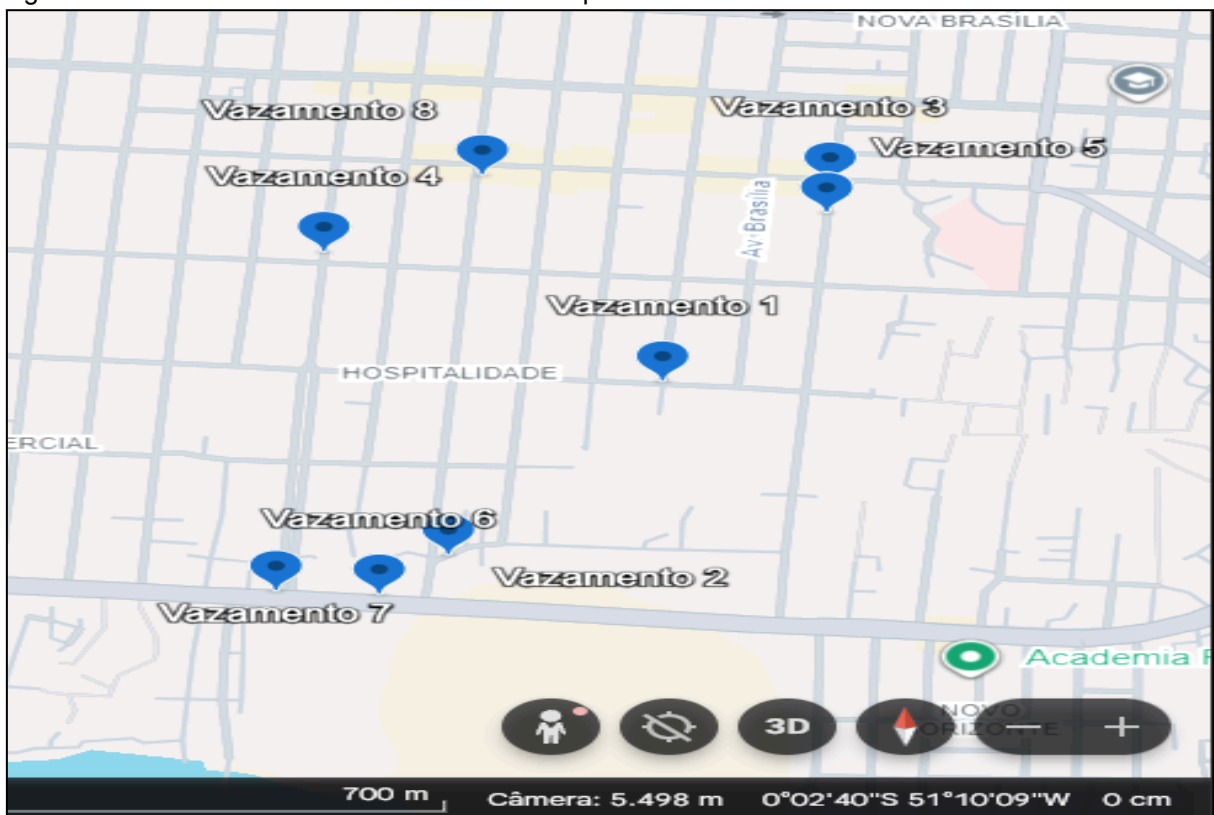 NOVA BRASÍLIA
Vazamento 8
Vazamento 3
Vazamento 5
Vazamento 4
Av. Brasília
Vazamento 1
HOSPITALIDADE
ERCIAL
Vazamento 6
Vazamento 2
Vazamento 7
Academia
NOVO
3D
700 m
Câmera: 5.498 m
0°02'40"S 51°10'09"W
0 cm